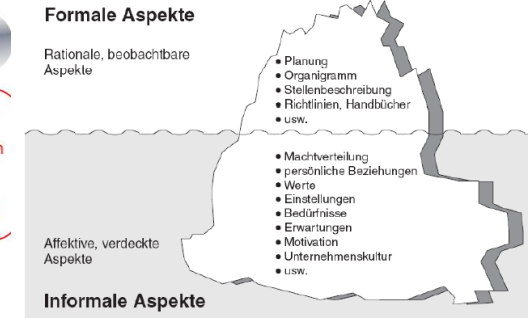 Formale Aspekte
Rationale, beobachtbare
Aspekte
• Planung
• Organigramm
• Stellenbeschreibung
• Richtlinien, Handbücher
• usw.
• Machtverteilung
• persönliche Beziehungen
• Werte
• Einstellungen
• Bedürfnisse
• Erwartungen
• Motivation
• Unternehmenskultur
• usw.
Affektive, verdeckte
Aspekte
Informale Aspekte